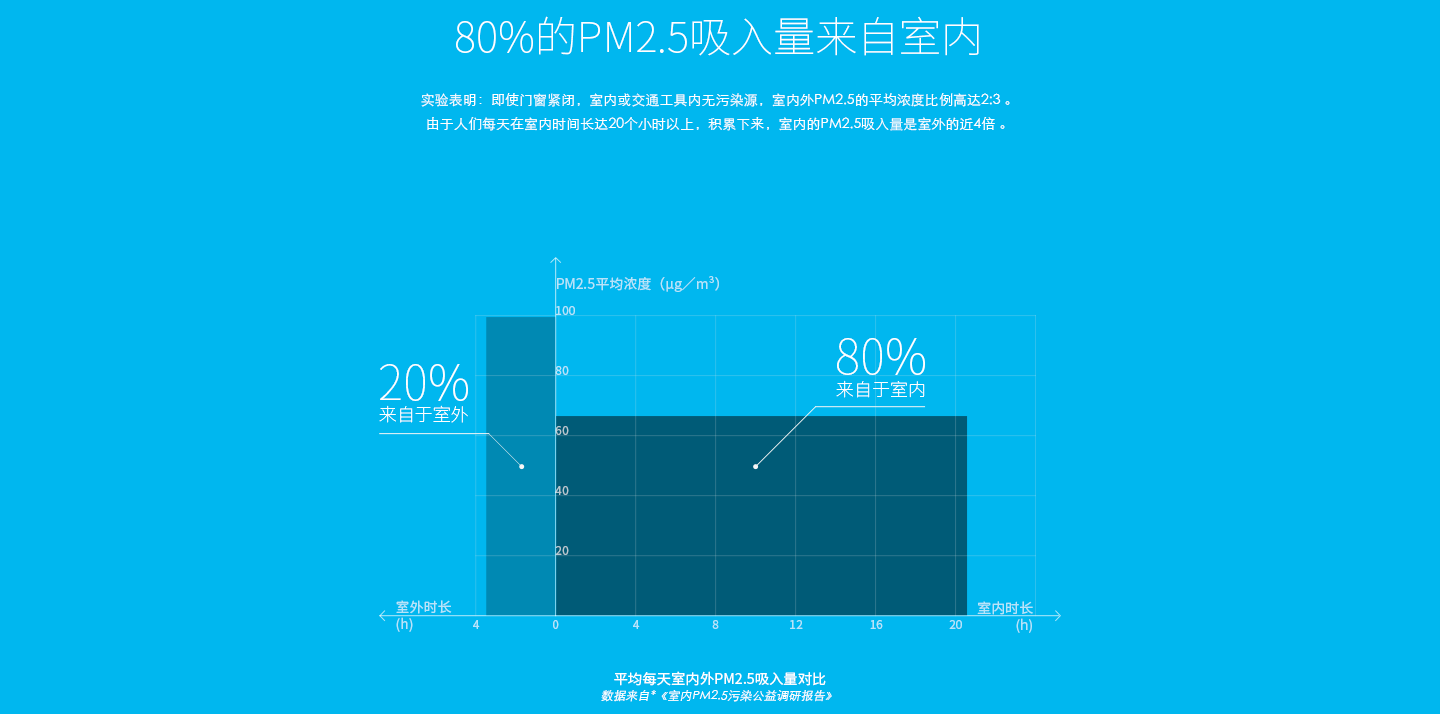 80%的PM2.5吸入量来自室内
实验表明：即使门窗紧闭，室内或交通工具内无污染源，室内外PM2.5的平均浓度比例高达2:3 。
由于人们每天在室内时间长达20个小时以上，积累下来，室内的PM2.5吸入量是室外的近4倍 。
PM2.5平均浓度（μg／m³）
100
80
60
40
20
20%
来自于室外
80%
来自于室内
室外时长
(h)
4
0
4
8
12
16
20
室内时长
(h)
平均每天室内外PM2.5吸入量对比
数据来自*《室内PM2.5污染公益调研报告》